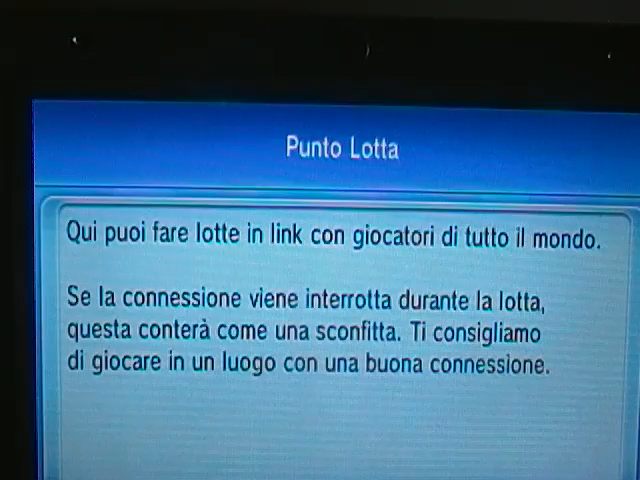 Punto Lotta
Qui puoi fare lotte in link con giocatori di tutto il mondo.
Se la connessione viene interrotta durante la lotta,
questa conterà come una sconfitta. Ti consigliamo
di giocare in un luogo con una buona connessione.